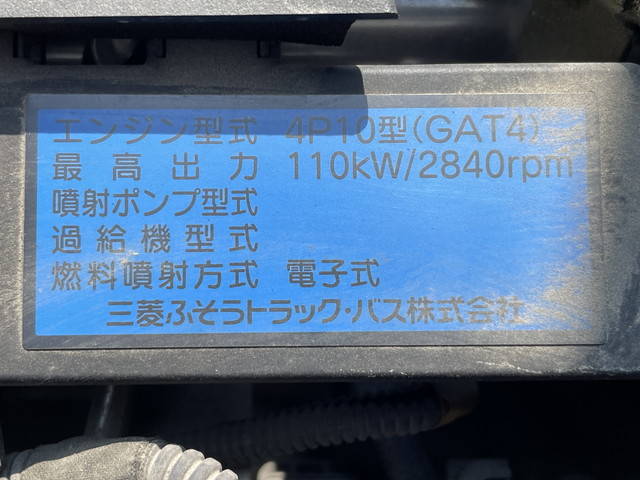 エンジン型式 4P10型(GAT4)
最高出力 110kW/2840rpm
噴射ポンプ型式
過給機型式
燃料噴射方式 電子式
三菱ふそうトラック・バス株式会社